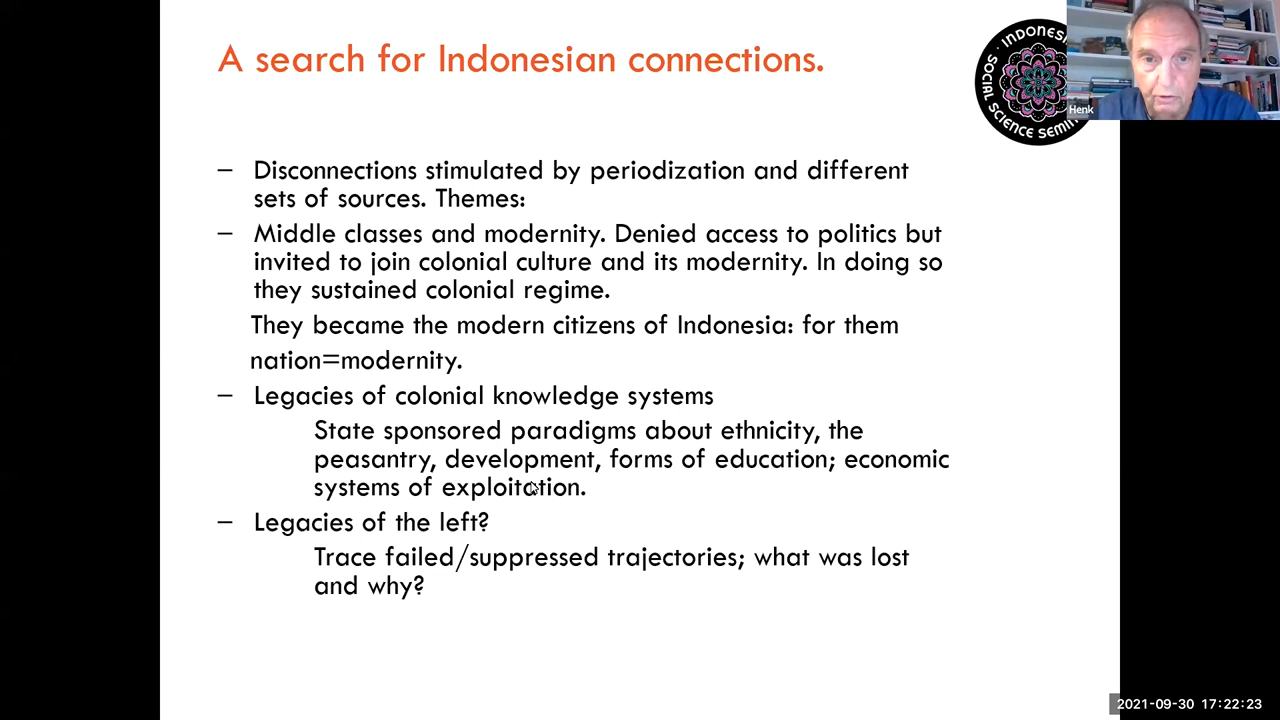 A search for Indonesian connections.
INDONESI
SOCIAL SCIENCE SEMIN
Henk
– Disconnections stimulated by periodization and different
sets of sources. Themes:
– Middle classes and modernity. Denied access to politics but
invited to join colonial culture and its modernity. In doing so
they sustained colonial regime.
They became the modern citizens of Indonesia: for them
nation=modernity.
– Legacies of colonial knowledge systems
State sponsored paradigms about ethnicity, the
peasantry, development, forms of education; economic
systems of exploitation.
– Legacies of the left?
Trace failed/suppressed trajectories; what was lost
and why?
2021-09-30 17:22:23